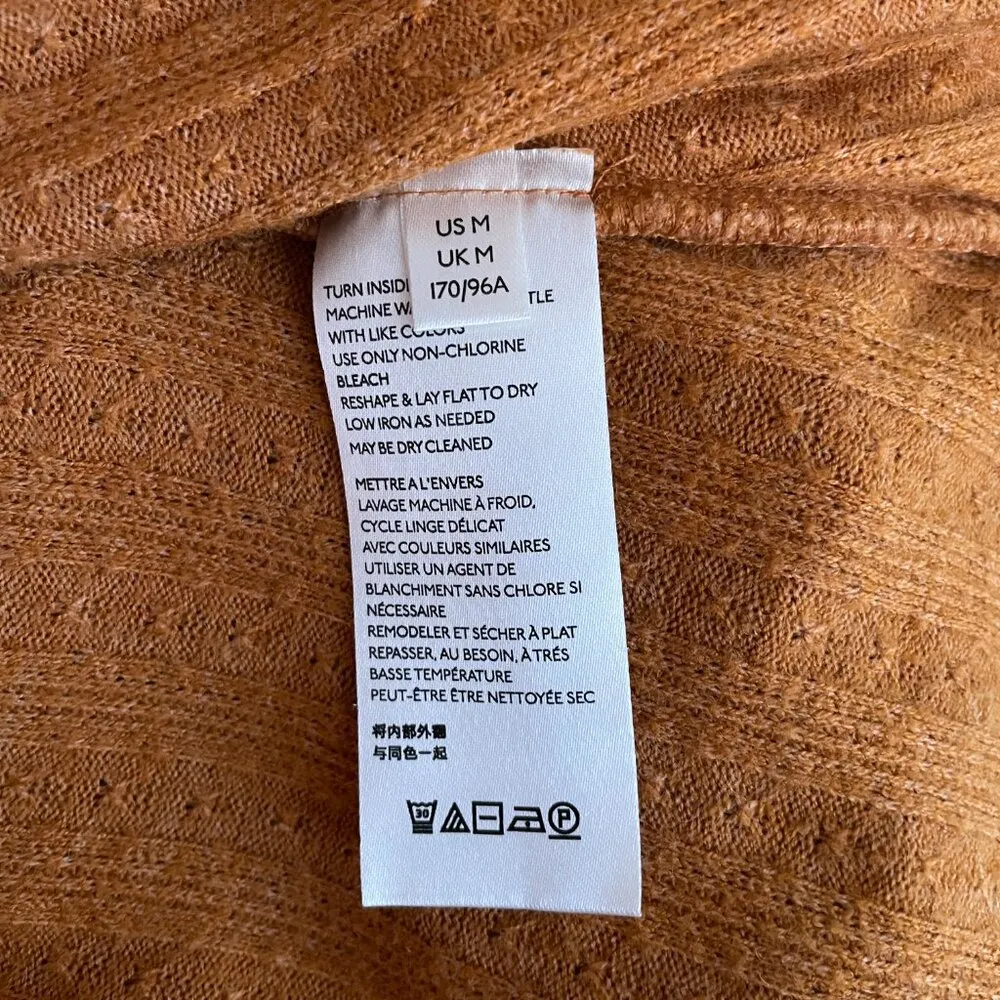 US M
UK M
170/96A
TURN INSID
MACHINE TLE
WITH LIKE COLORS
USE ONLY NON-CHLORINE
BLEACH
RESHAPE & LAY FLAT TO DRY
LOW IRON AS NEEDED
MAY BE DRY CLEANED
METTRE A L'ENVERS
LAVAGE MACHINE À FROID,
CYCLE LINGE DÉLICAT
AVEC COULEURS SIMILAIRES
UTILISER UN AGENT DE
BLANCHIMENT SANS CHLORE SI
NÉCESSAIRE
REMODELER ET SÉCHER À PLAT
REPASSER, AU BESOIN, À TRÉS
BASSE TEMPÉRATURE
PEUT-ÊTRE ÊTRE NETTOYÉE SEC
将内部外翻
与同色一起
30 P